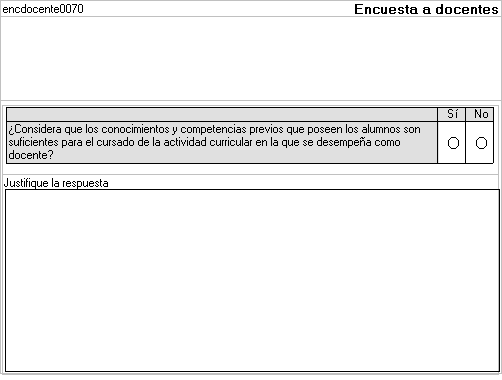 encdocente0070
Encuesta a docentes
Sí No
¿Considera que los conocimientos y competencias previos que poseen los alumnos son
suficientes para el cursado de la actividad curricular en la que se desempeña como
docente?
Justifique la respuesta